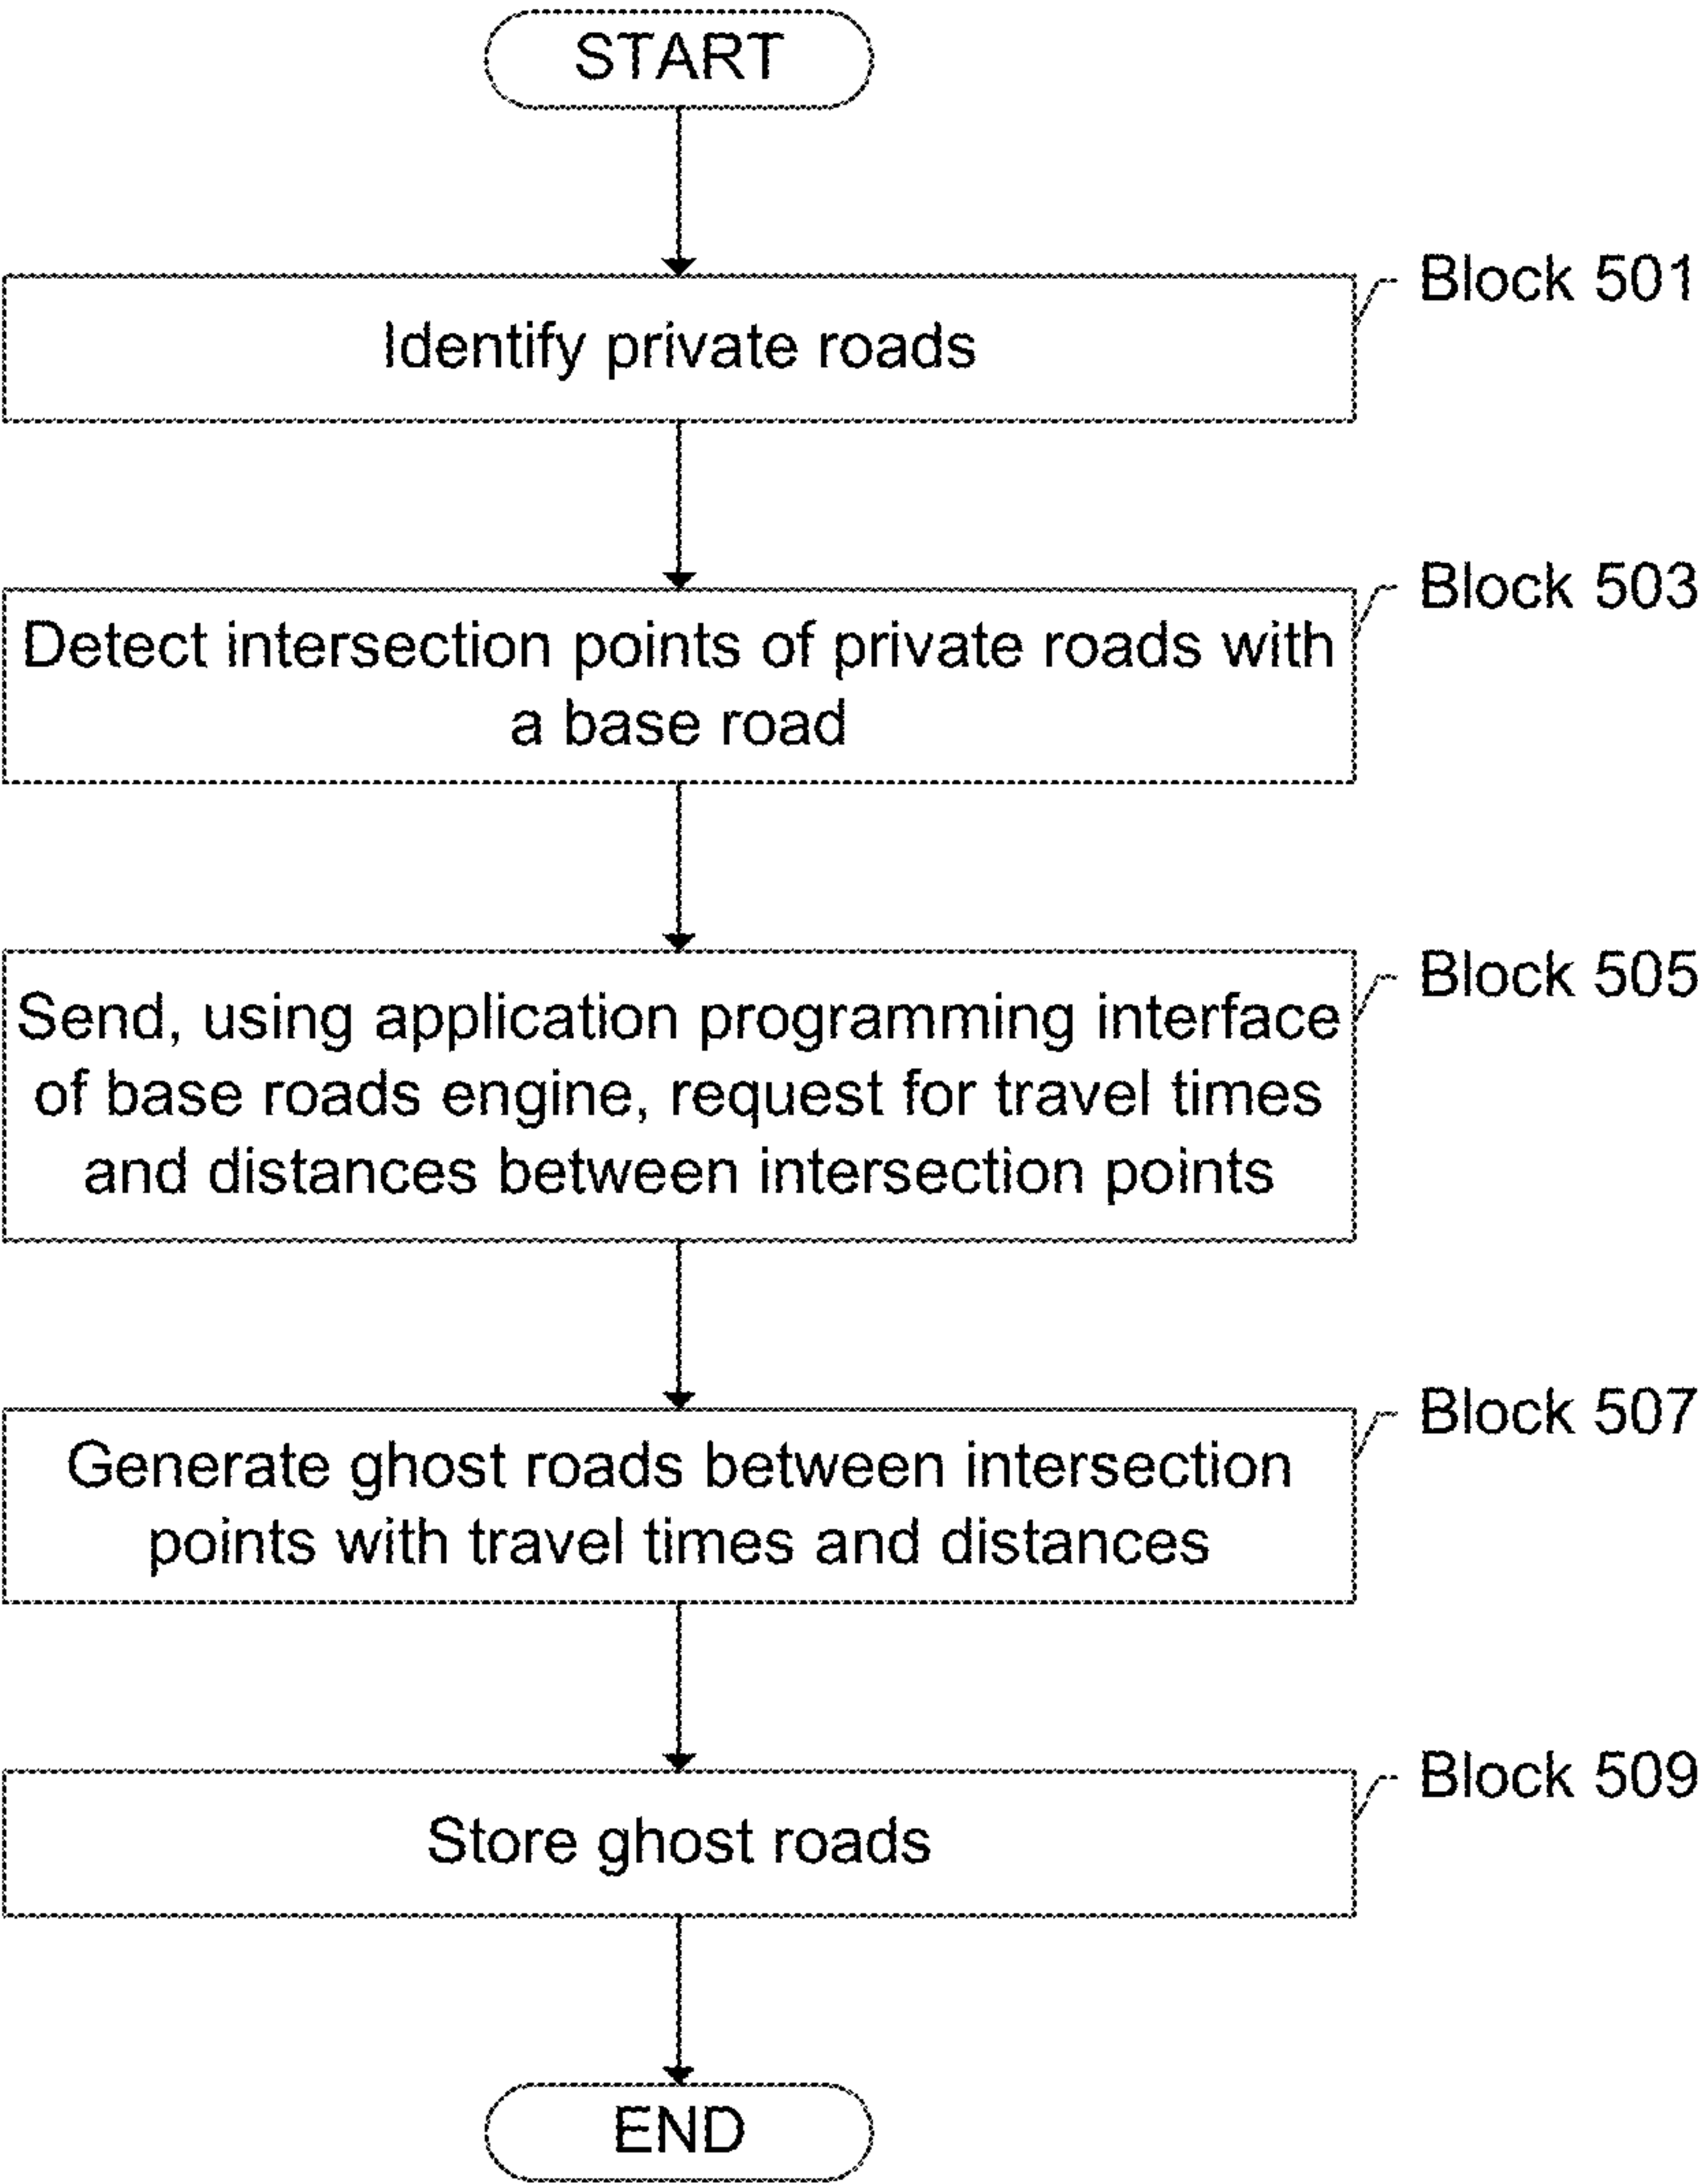 START
Block 501
Identify private roads
Block 503
Detect intersection points of private roads with
a base road
Block 505
Send, using application programming interface
of base roads engine, request for travel times
and distances between intersection points
Block 507
Generate ghost roads between intersection
points with travel times and distances
Block 509
Store ghost roads
END